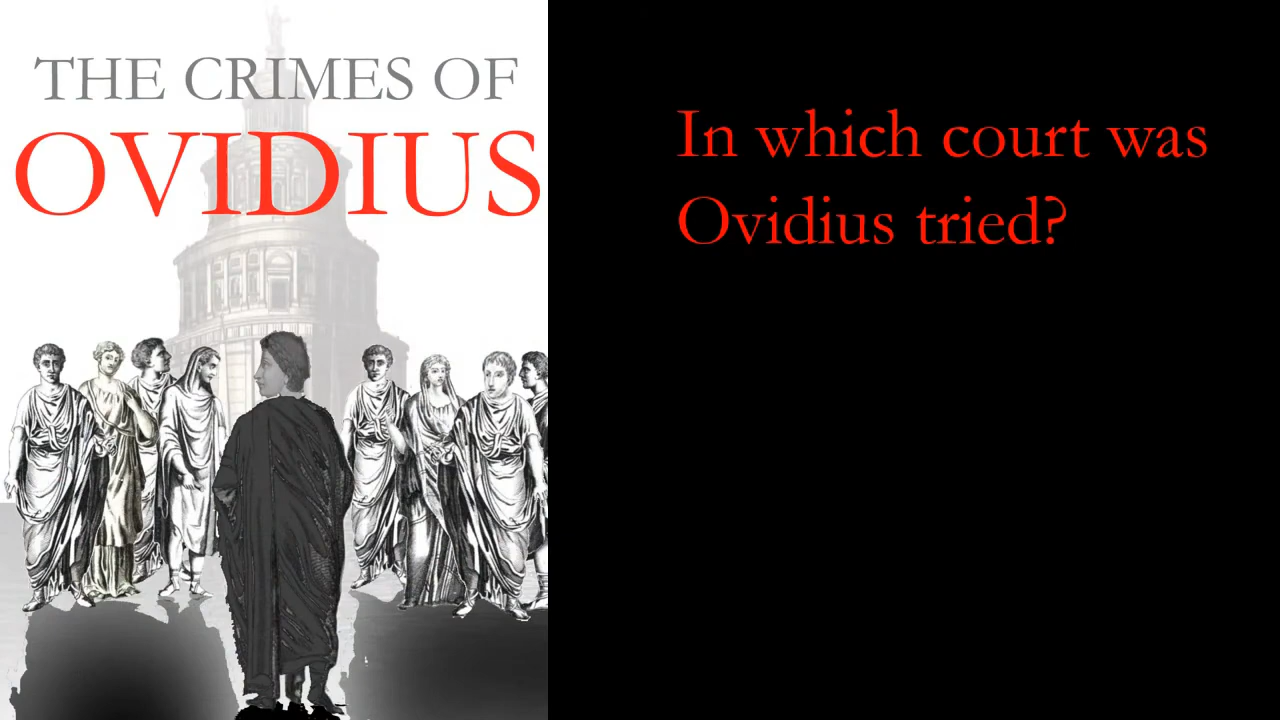 THE CRIMES OF
OVIDIUS
In which court was
Ovidius tried?